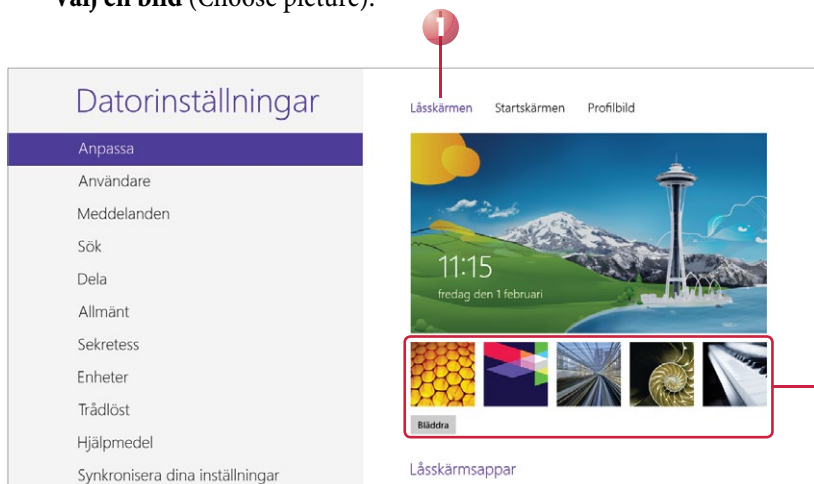 Välj en bild (Choose picture).
1
Datorinställningar
Anpassa
Användare
Meddelanden
Sök
Dela
Allmänt
Sekretess
Enheter
Trådlöst
Hjälpmedel
Synkronisera dina inställningar
Låsskärmen Startskärmen Profilbild
11:15
fredag den 1 februari
Bläddra
Låsskärmsappar